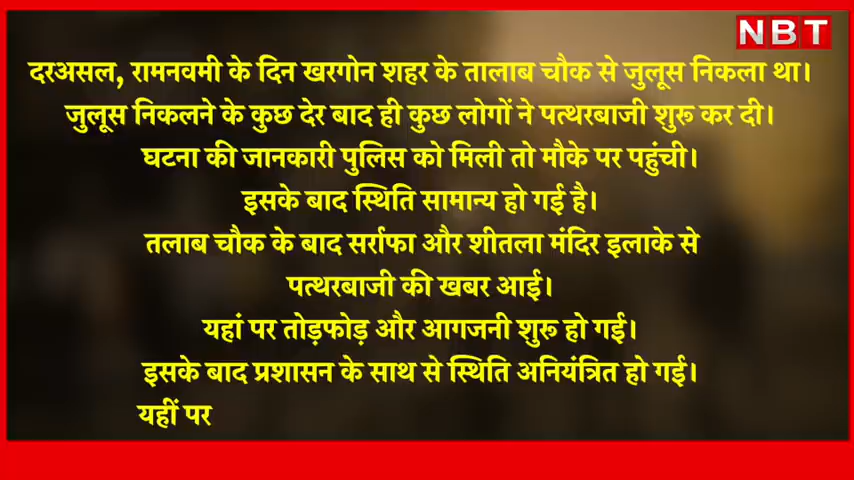 NBT
दरअसल, रामनवमी के दिन खरगोन शहर के तालाब चौक से जुलूस निकला था।
जुलूस निकलने के कुछ देर बाद ही कुछ लोगों ने पत्थरबाजी शुरू कर दी।
घटना की जानकारी पुलिस को मिली तो मौके पर पहुंची।
इसके बाद स्थिति सामान्य हो गई है।
तलाब चौक के बाद सर्राफा और शीतला मंदिर इलाके से
पत्थरबाजी की खबर आई।
यहां पर तोड़फोड़ और आगजनी शुरू हो गई।
इसके बाद प्रशासन के साथ से स्थिति अनियंत्रित हो गई।
यहीं पर